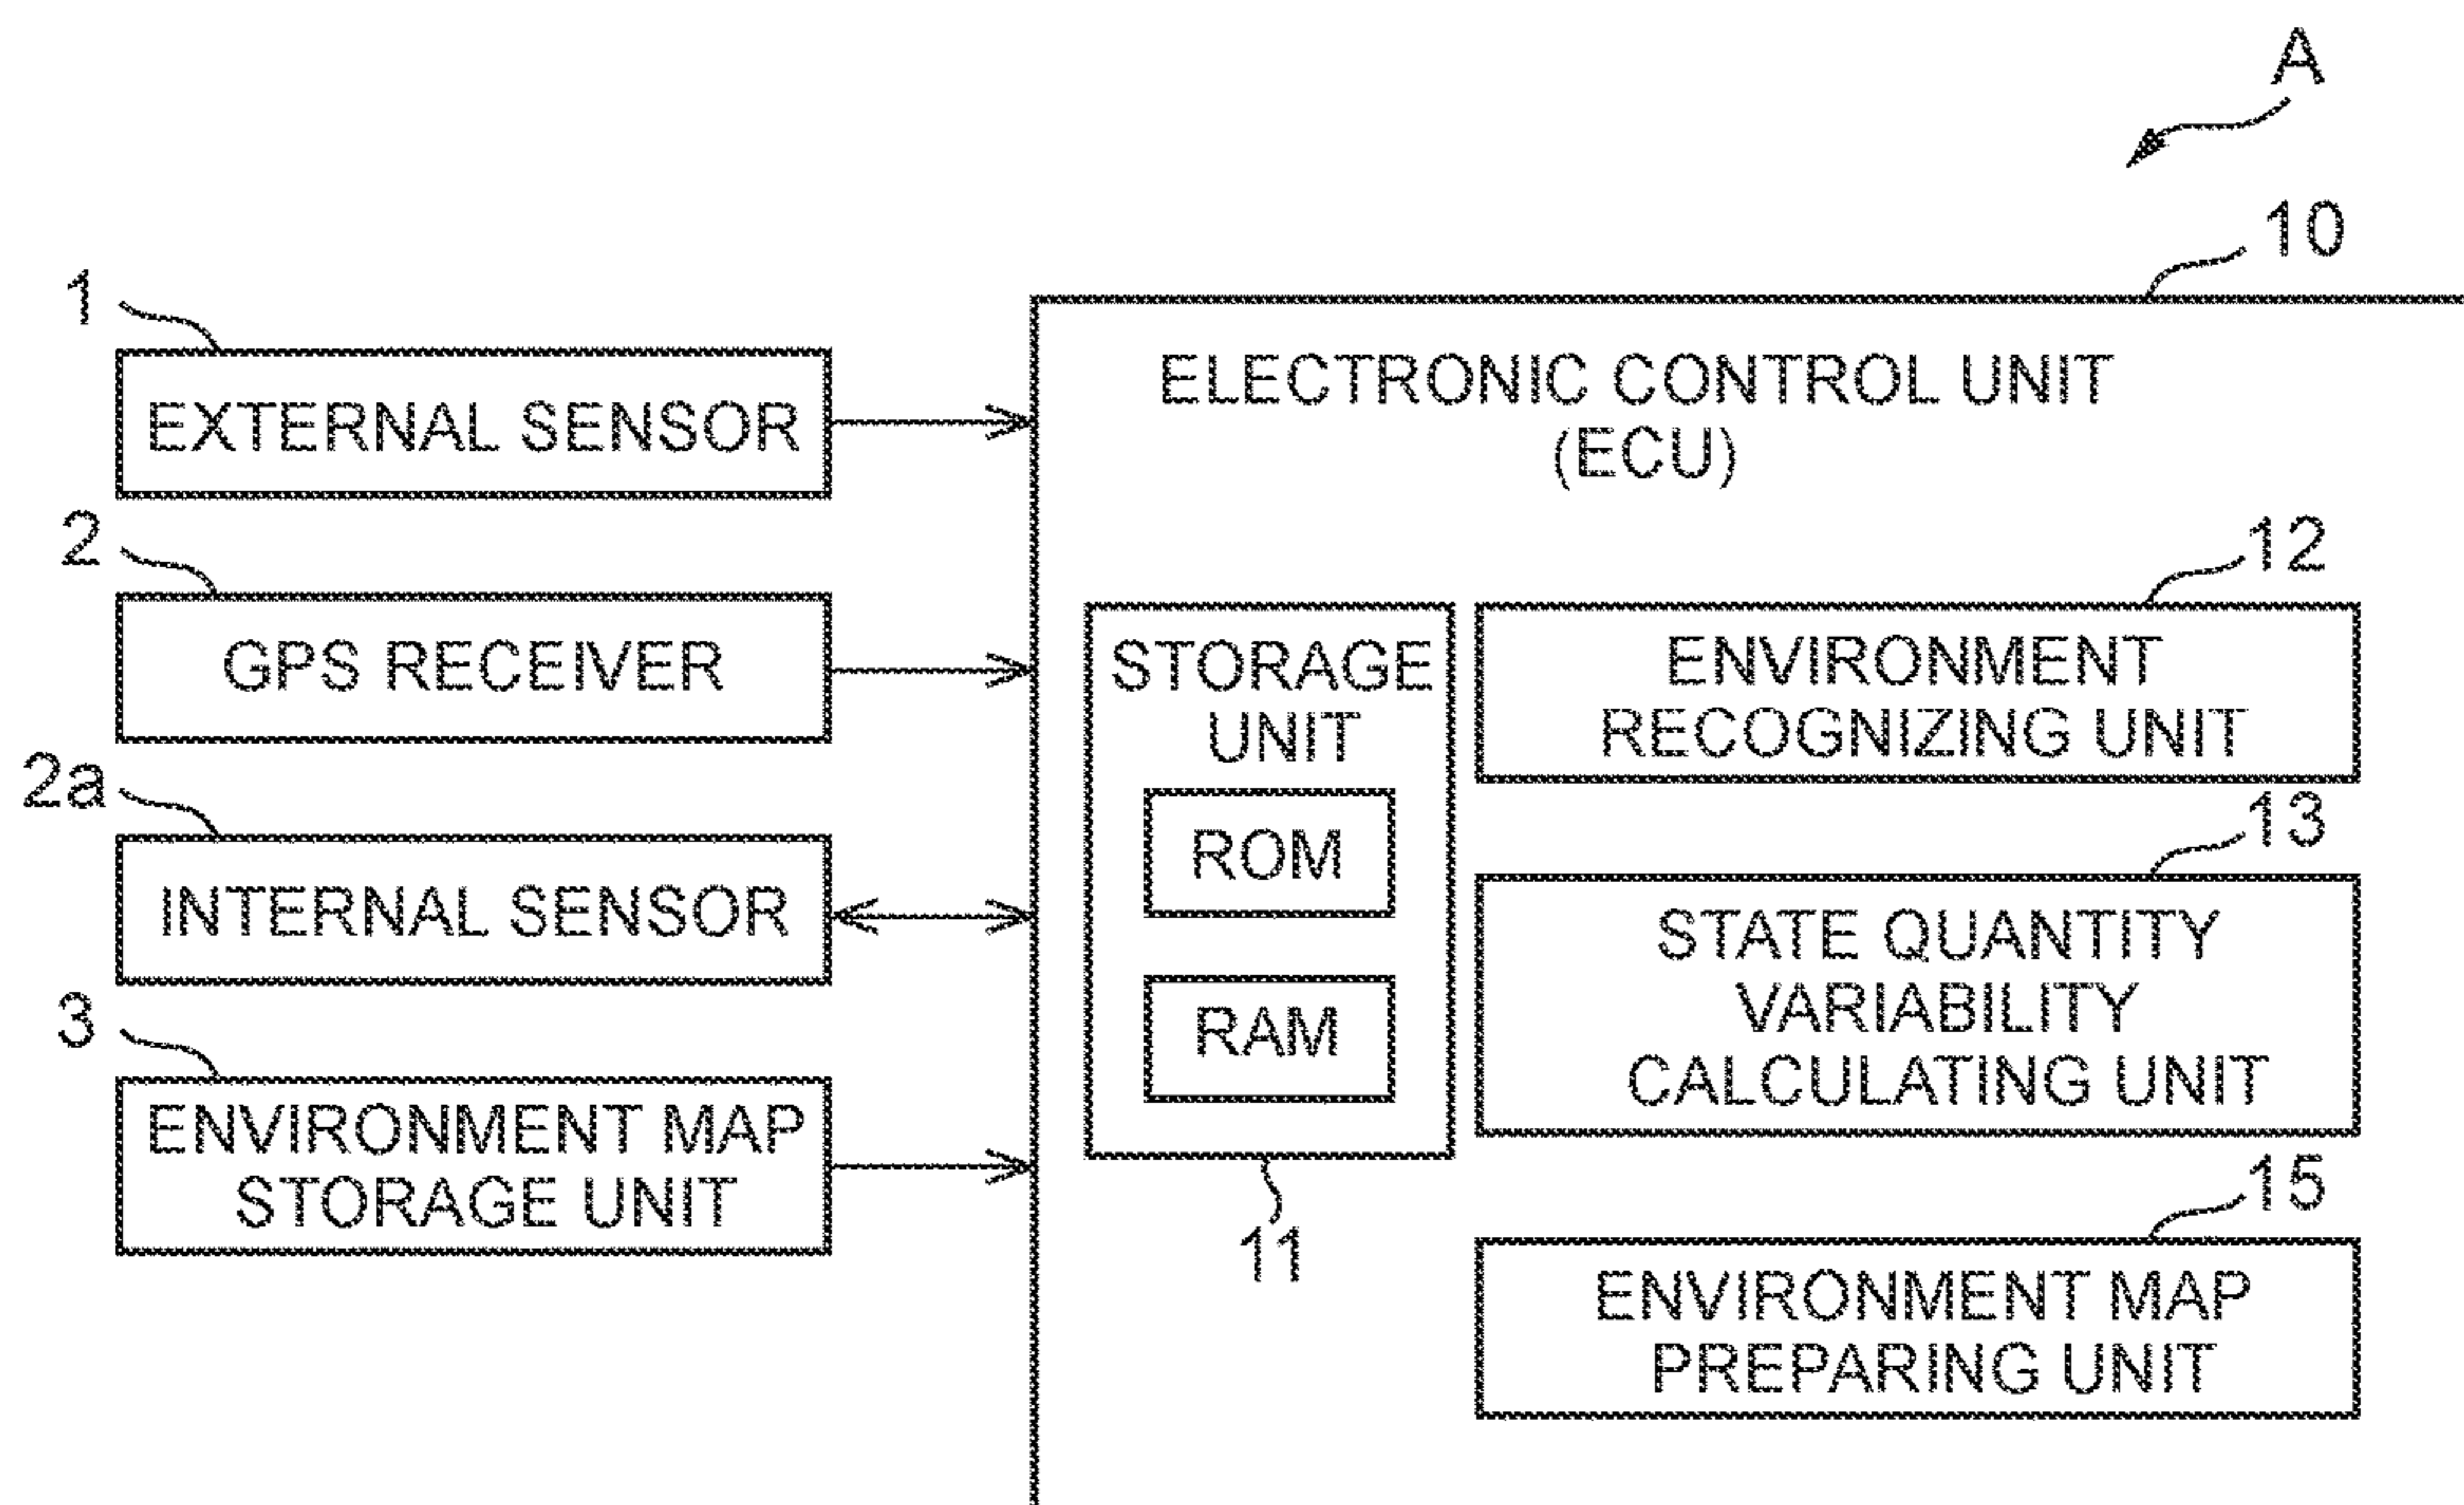 A
10
1
EXTERNAL SENSOR
ELECTRONIC CONTROL UNIT
(ECU)
2
GPS RECEIVER
2a
INTERNAL SENSOR
3
ENVIRONMENT MAP
STORAGE UNIT
STORAGE
UNIT
ROM
RAM
11
12
ENVIRONMENT
RECOGNIZING UNIT
13
STATE QUANTITY
VARIABILITY
CALCULATING UNIT
15
ENVIRONMENT MAP
PREPARING UNIT